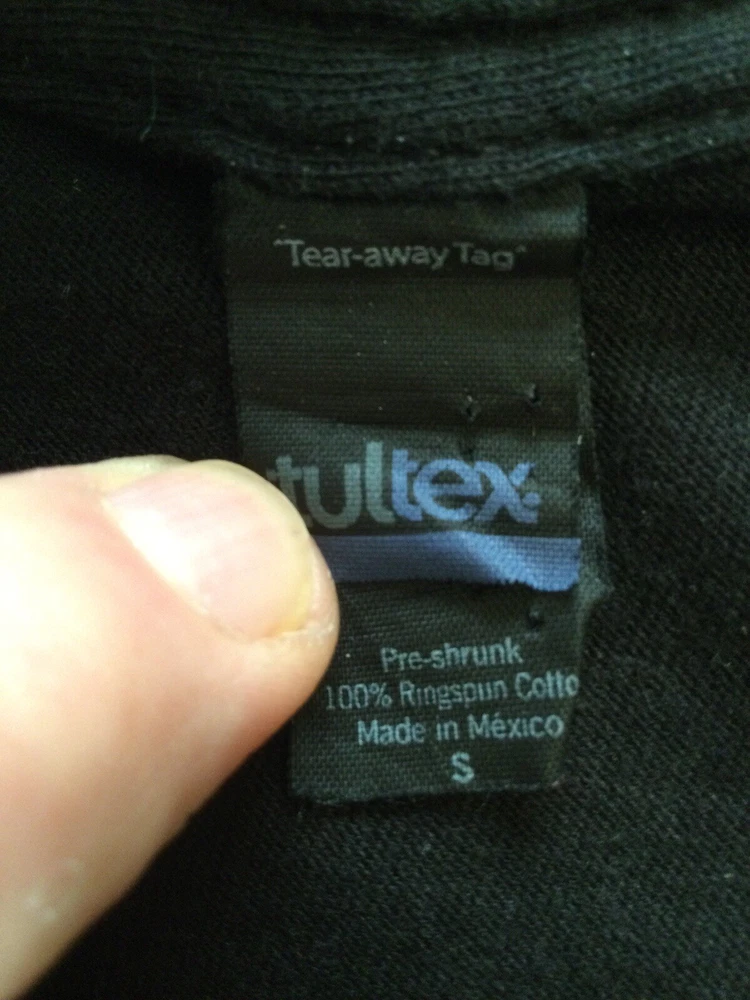 "Tear-away Tag"
tultex
Pre-shrunk
100% Ringspun Cotto
Made in México
S